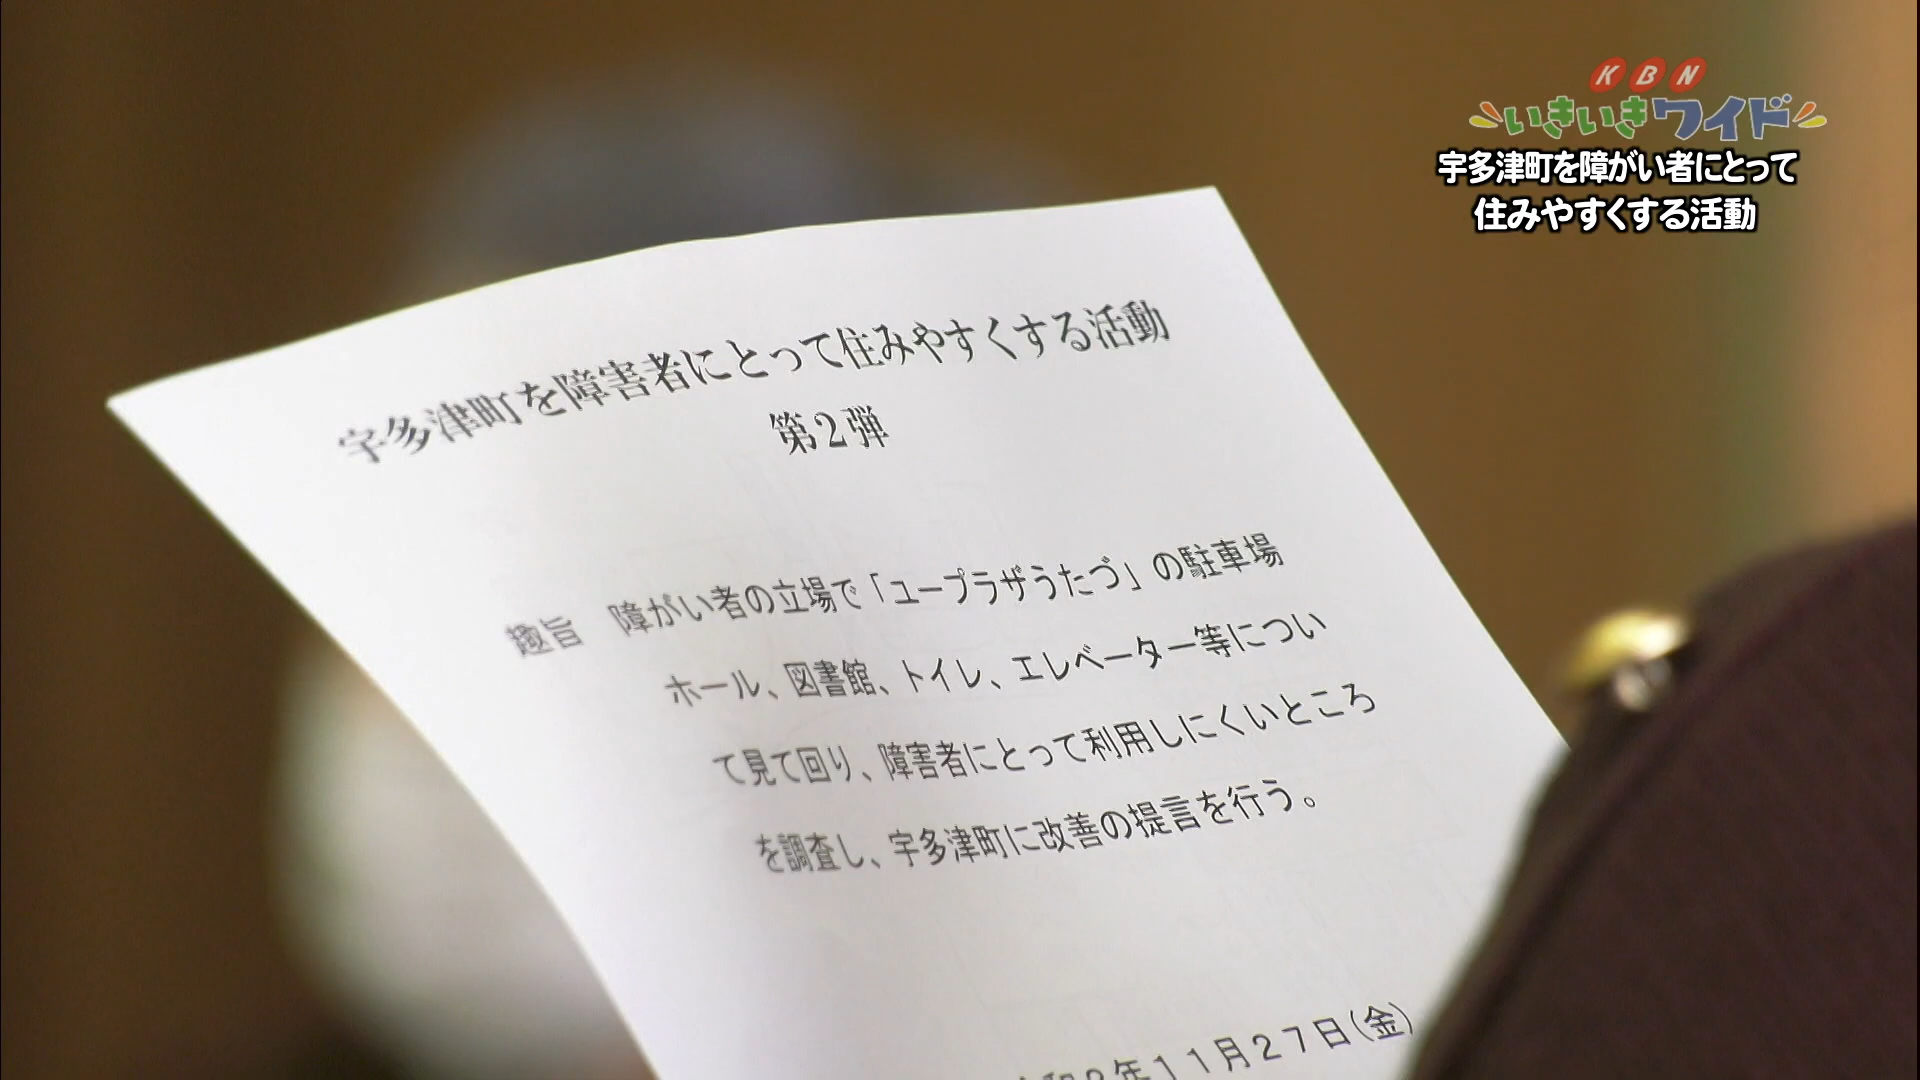 KBN
いきいきワイド
宇多津町を障がい者にとって
住みやすくする活動
宇多津町を障害者にとって住みやすくする活動
第2弾
趣旨 障がい者の立場で「ユープラザうたづ」の駐車場
ホール、図書館、トイレ、エレベーター等につい
て見て回り、障害者にとって利用しにくいところ
を調査し、宇多津町に改善の提言を行う。
和2年11月27日(金)